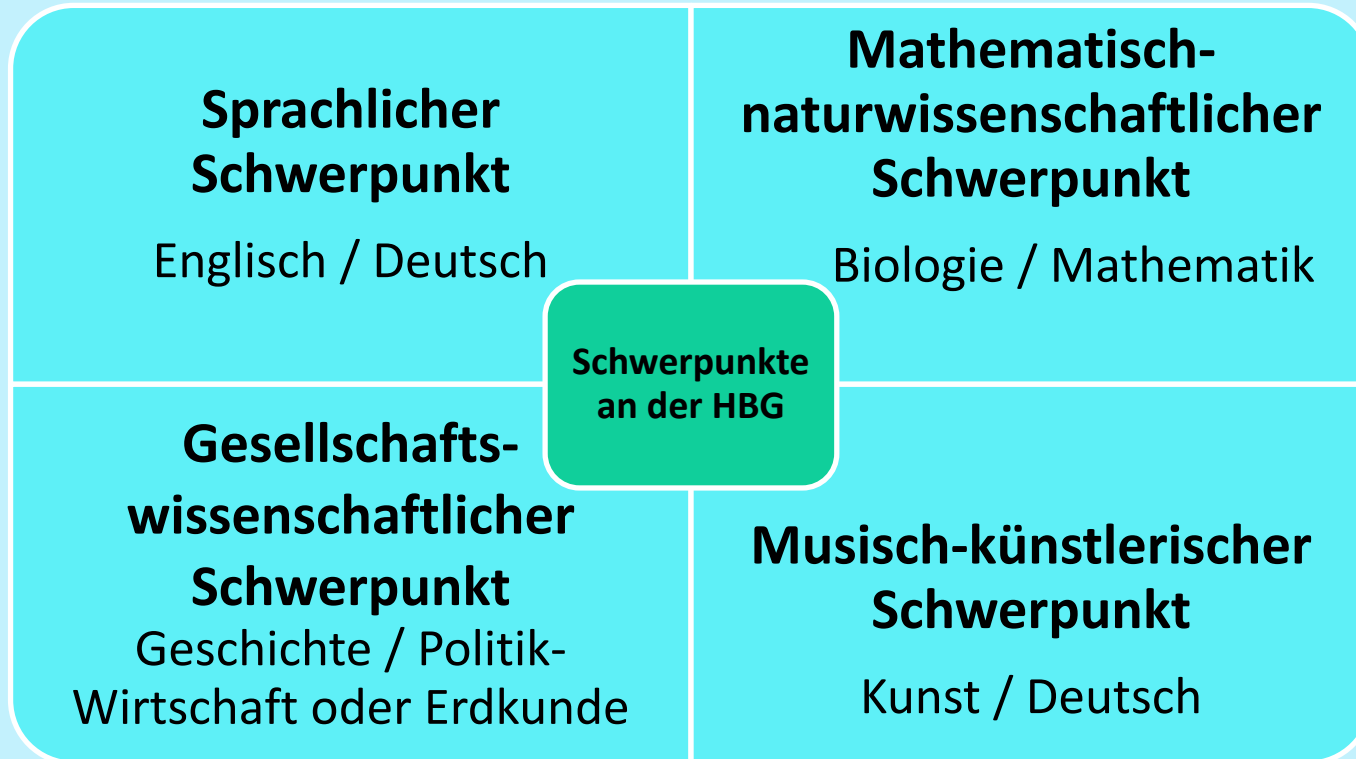 Sprachlicher
Schwerpunkt
Englisch / Deutsch
Mathematisch-
naturwissenschaftlicher
Schwerpunkt
Biologie / Mathematik
Schwerpunkte
an der HBG
Gesellschafts-
wissenschaftlicher
Schwerpunkt
Geschichte / Politik-
Wirtschaft oder Erdkunde
Musisch-künstlerischer
Schwerpunkt
Kunst / Deutsch